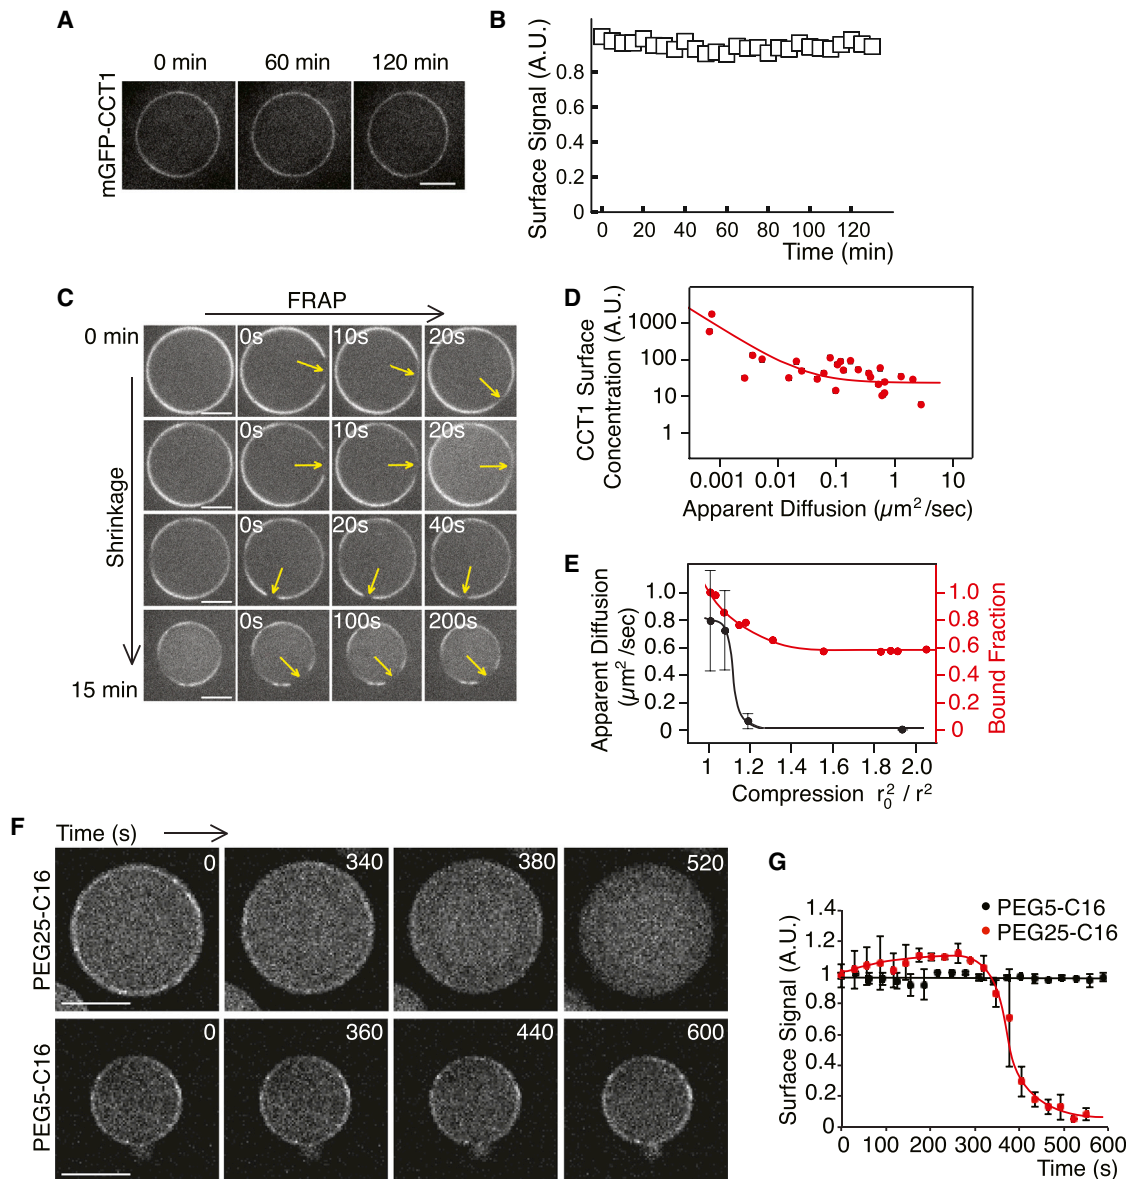 A
0 min 60 min 120 min
mGFP-CCT1
B
Surface Signal (A.U.)
0.8
0.6
0.4
0.2
0
0 20 40 60 80 100 120
Time (min)
C
FRAP
0 min
Shrinkage
15 min
0s 10s 20s
0s 10s 20s
0s 20s 40s
0s 100s 200s
D
CCT1 Surface
Concentration (A.U.)
1000
100
10
1
0.001 0.01 0.1 1 10
Apparent Diffusion (µm²/sec)
E
Apparent Diffusion
(µm²/sec)
1.0
0.8
0.6
0.4
0.2
0
1.0
0.8
0.6
0.4
0.2
0
Bound Fraction
1 1.2 1.4 1.6 1.8 2.0
Compression r₀² / r²
F
Time (s)
PEG25-C16
0 340 380 520
PEG5-C16
0 360 440 600
G
PEG5-C16
PEG25-C16
Surface Signal (A.U.)
1.4
1.2
1
0.8
0.6
0.4
0.2
0
0 100 200 300 400 500 600
Time (s)